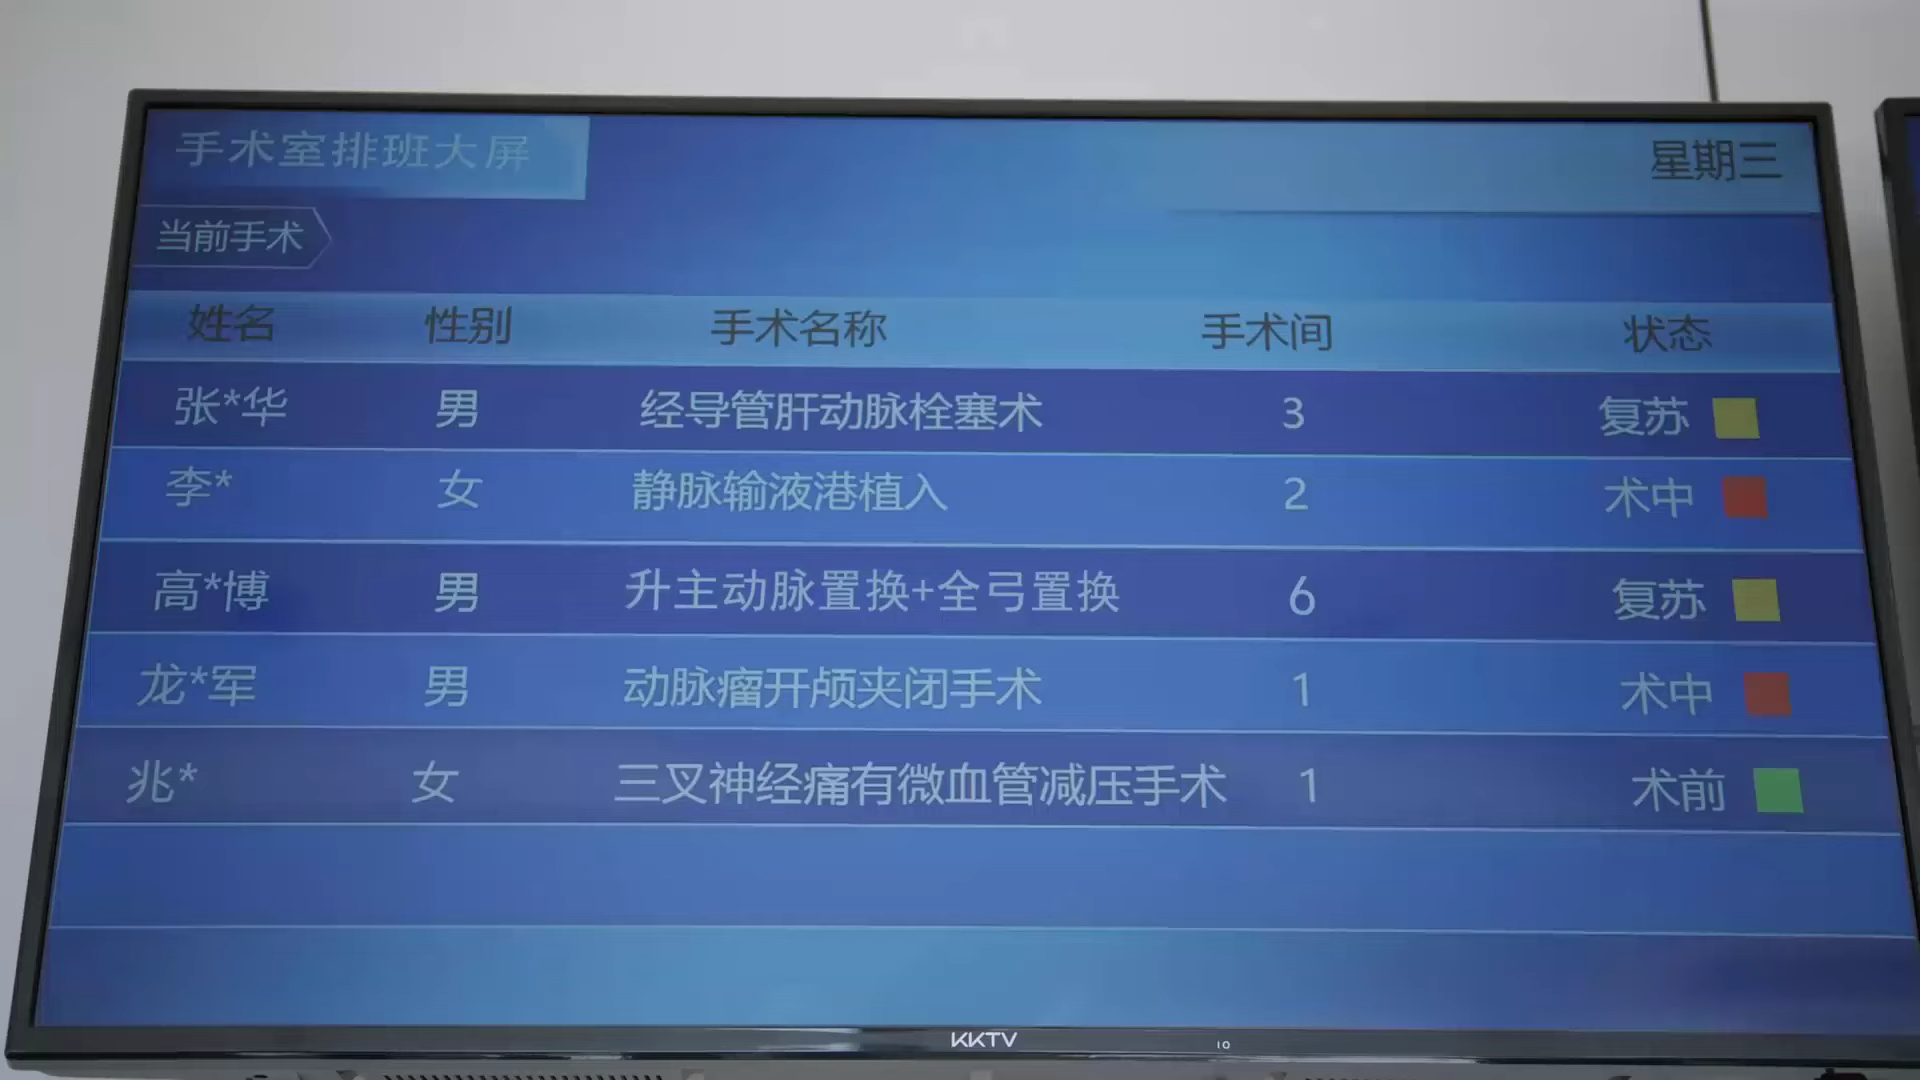 手术室排班大屏 星期三
当前手术
姓名 性别 手术名称 手术间 状态
张*华 男 经导管肝动脉栓塞术 3 复苏
李* 女 静脉输液港植入 2 术中
高*博 男 升主动脉置换+全弓置换 6 复苏
龙*军 男 动脉瘤开颅夹闭手术 1 术中
兆* 女 三叉神经痛有微血管减压手术 1 术前
KKTV